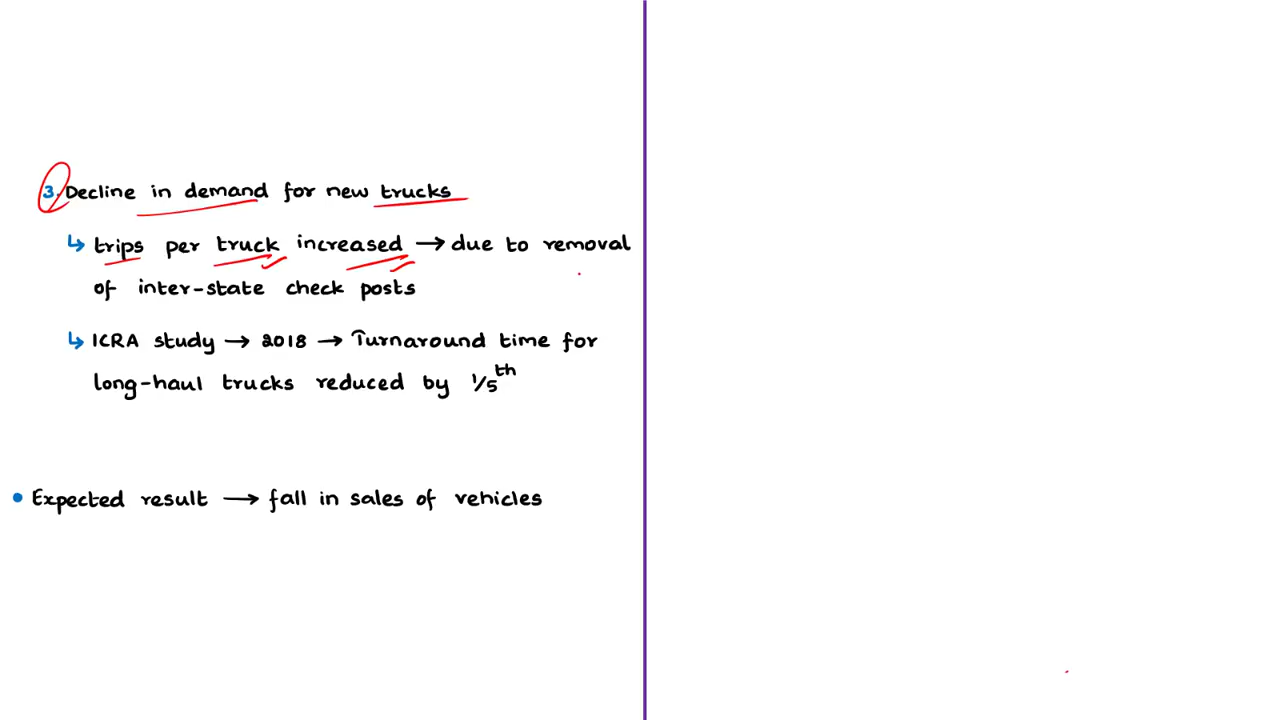 3. Decline in demand for new trucks
↳ trips per truck increased → due to removal
of inter-state check posts
↳ ICRA study → 2018 → Turnaround time for
long-haul trucks reduced by 1/5th
• Expected result → fall in sales of vehicles